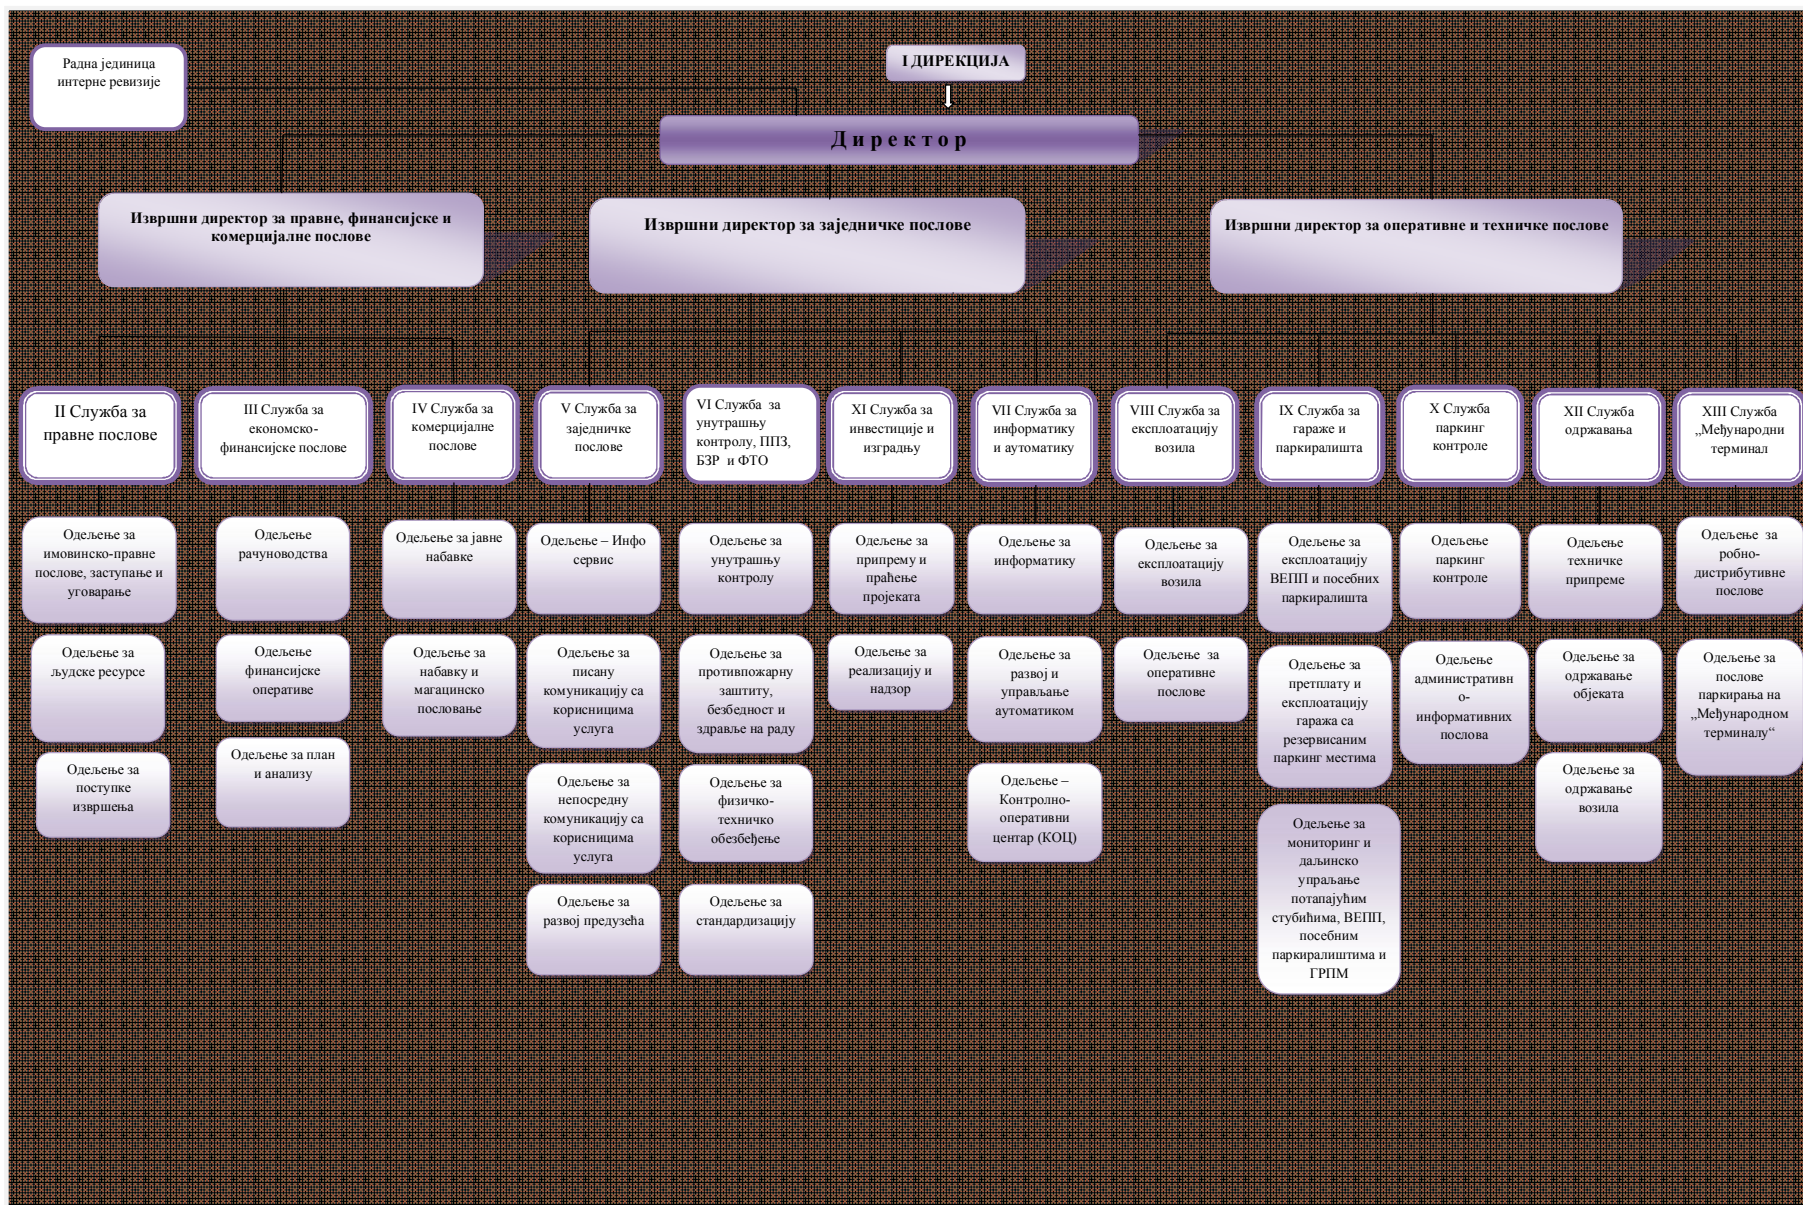 Радна јединица
интерне ревизије
I ДИРЕКЦИЈА
Директор
Извршни директор за правне, финансијске и
комерцијалне послове
Извршни директор за заједничке послове
Извршни директор за оперативне и техничке послове
II Служба за
правне послове
III Служба за
економско-
финансијске послове
IV Служба за
комерцијалне
послове
V Служба за
заједничке
послове
VI Служба за
унутрашњу
контролу, ППЗ,
БЗР и ФТО
XI Служба за
инвестиције и
изградњу
VII Служба за
информатику
и аутоматику
VIII Служба за
експлоатацију
возила
IX Служба за
гараже и
паркиралишта
X Служба
паркинг
контроле
XII Служба
одржавања
XIII Служба
„Међународни
терминал
Одељење за
имовинско-правне
послове, заступање и
уговарање
Одељење за
људске ресурсе
Одељење за
поступке
извршења
Одељење
рачуноводства
Одељење
финансијске
оперативе
Одељење за план
и анализу
Одељење за јавне
набавке
Одељење за
набавку и
магацинско
пословање
Одељење – Инфо
сервис
Одељење за
писану
комуникацију са
корисницима
услуга
Одељење за
непосредну
комуникацију са
корисницима
услуга
Одељење за
развој предузећа
Одељење за
унутрашњу
контролу
Одељење за
противпожарну
заштиту,
безбедност и
здравље на раду
Одељење за
физичко-
техничко
обезбеђење
Одељење за
стандардизацију
Одељење за
припрему и
праћење
пројеката
Одељење за
реализацију и
надзор
Одељење за
информатику
Одељење за
развој и
управљање
аутоматиком
Одељење –
Контролно-
оперативни
центар (КОЦ)
Одељење за
експлоатацију
возила
Одељење за
оперативне
послове
Одељење за
експлоатацију
ВЕПП и посебних
паркиралишта
Одељење за
претплату и
експлоатацију
гаража са
резервисаним
паркинг местима
Одељење за
мониторинг и
даљинско
упраљање
потапајућим
стубићима, ВЕПП,
посебним
паркиралиштима и
ГРПМ
Одељење
паркинг
контроле
Одељење
административн
о-
информативних
послова
Одељење
техничке
припреме
Одељење за
одржавање
објеката
Одељење за
одржавање
возила
Одељење за
робно-
дистрибутивне
послове
Одељење за
послове
паркирања на
„Међународном
терминалу“